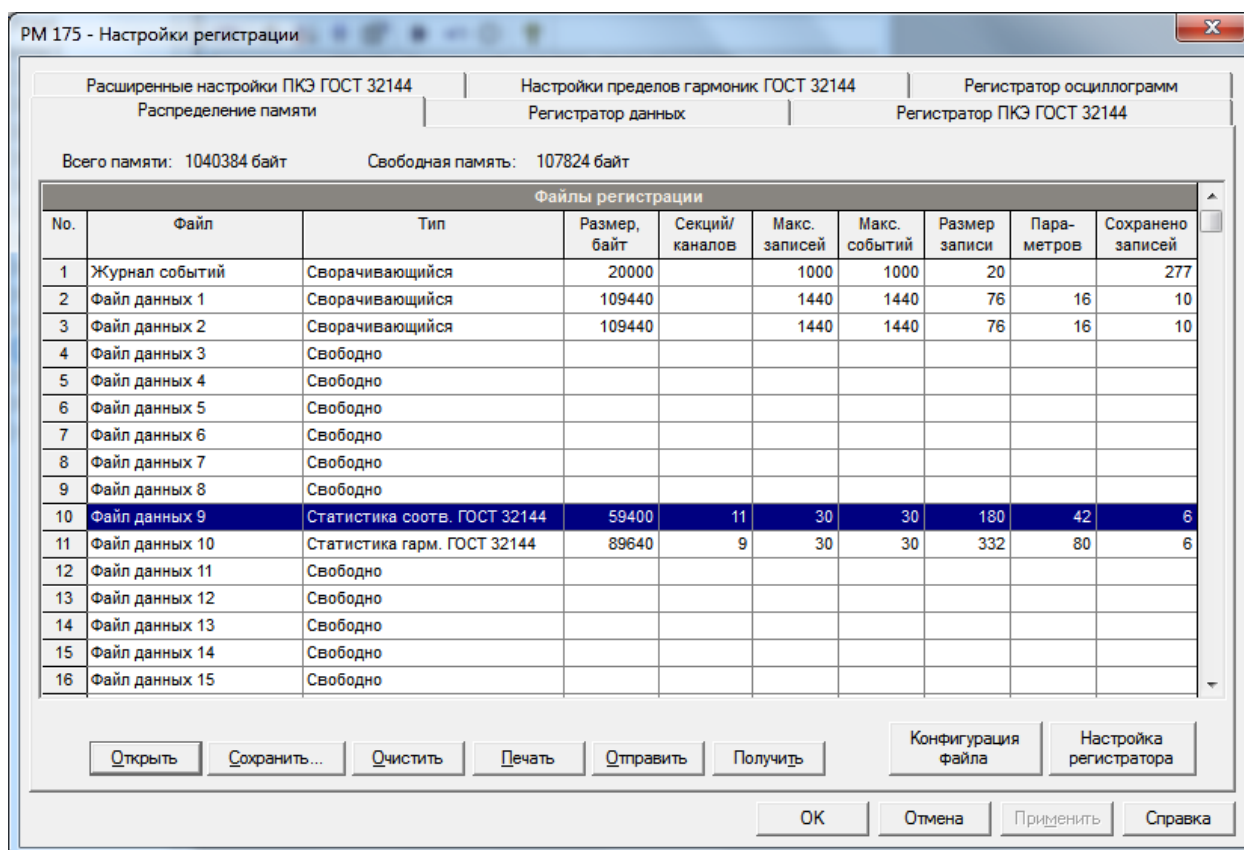 PM 175 - Настройки регистрации
Расширенные настройки ПКЭ ГОСТ 32144 Настройки пределов гармоник ГОСТ 32144 Регистратор осциллограмм
Распределение памяти Регистратор данных Регистратор ПКЭ ГОСТ 32144
Всего памяти: 1040384 байт Свободная память: 107824 байт
Файлы регистрации
No. Файл Тип Размер, Секций/ Макс. Макс. Размер Пара- Сохранено
байт каналов записей событий записи метров записей
1 Журнал событий Сворачивающийся 20000 1000 1000 20 277
2 Файл данных 1 Сворачивающийся 109440 1440 1440 76 16 10
3 Файл данных 2 Сворачивающийся 109440 1440 1440 76 16 10
4 Файл данных 3 Свободно
5 Файл данных 4 Свободно
6 Файл данных 5 Свободно
7 Файл данных 6 Свободно
8 Файл данных 7 Свободно
9 Файл данных 8 Свободно
10 Файл данных 9 Статистика соотв. ГОСТ 32144 59400 11 30 30 180 42 6
11 Файл данных 10 Статистика гарм. ГОСТ 32144 89640 9 30 30 332 80 6
12 Файл данных 11 Свободно
13 Файл данных 12 Свободно
14 Файл данных 13 Свободно
15 Файл данных 14 Свободно
16 Файл данных 15 Свободно
Конфигурация Настройка
Открыть Сохранить... Очистить Печать Отправить Получить файла регистратора
OK Отмена Применить Справка